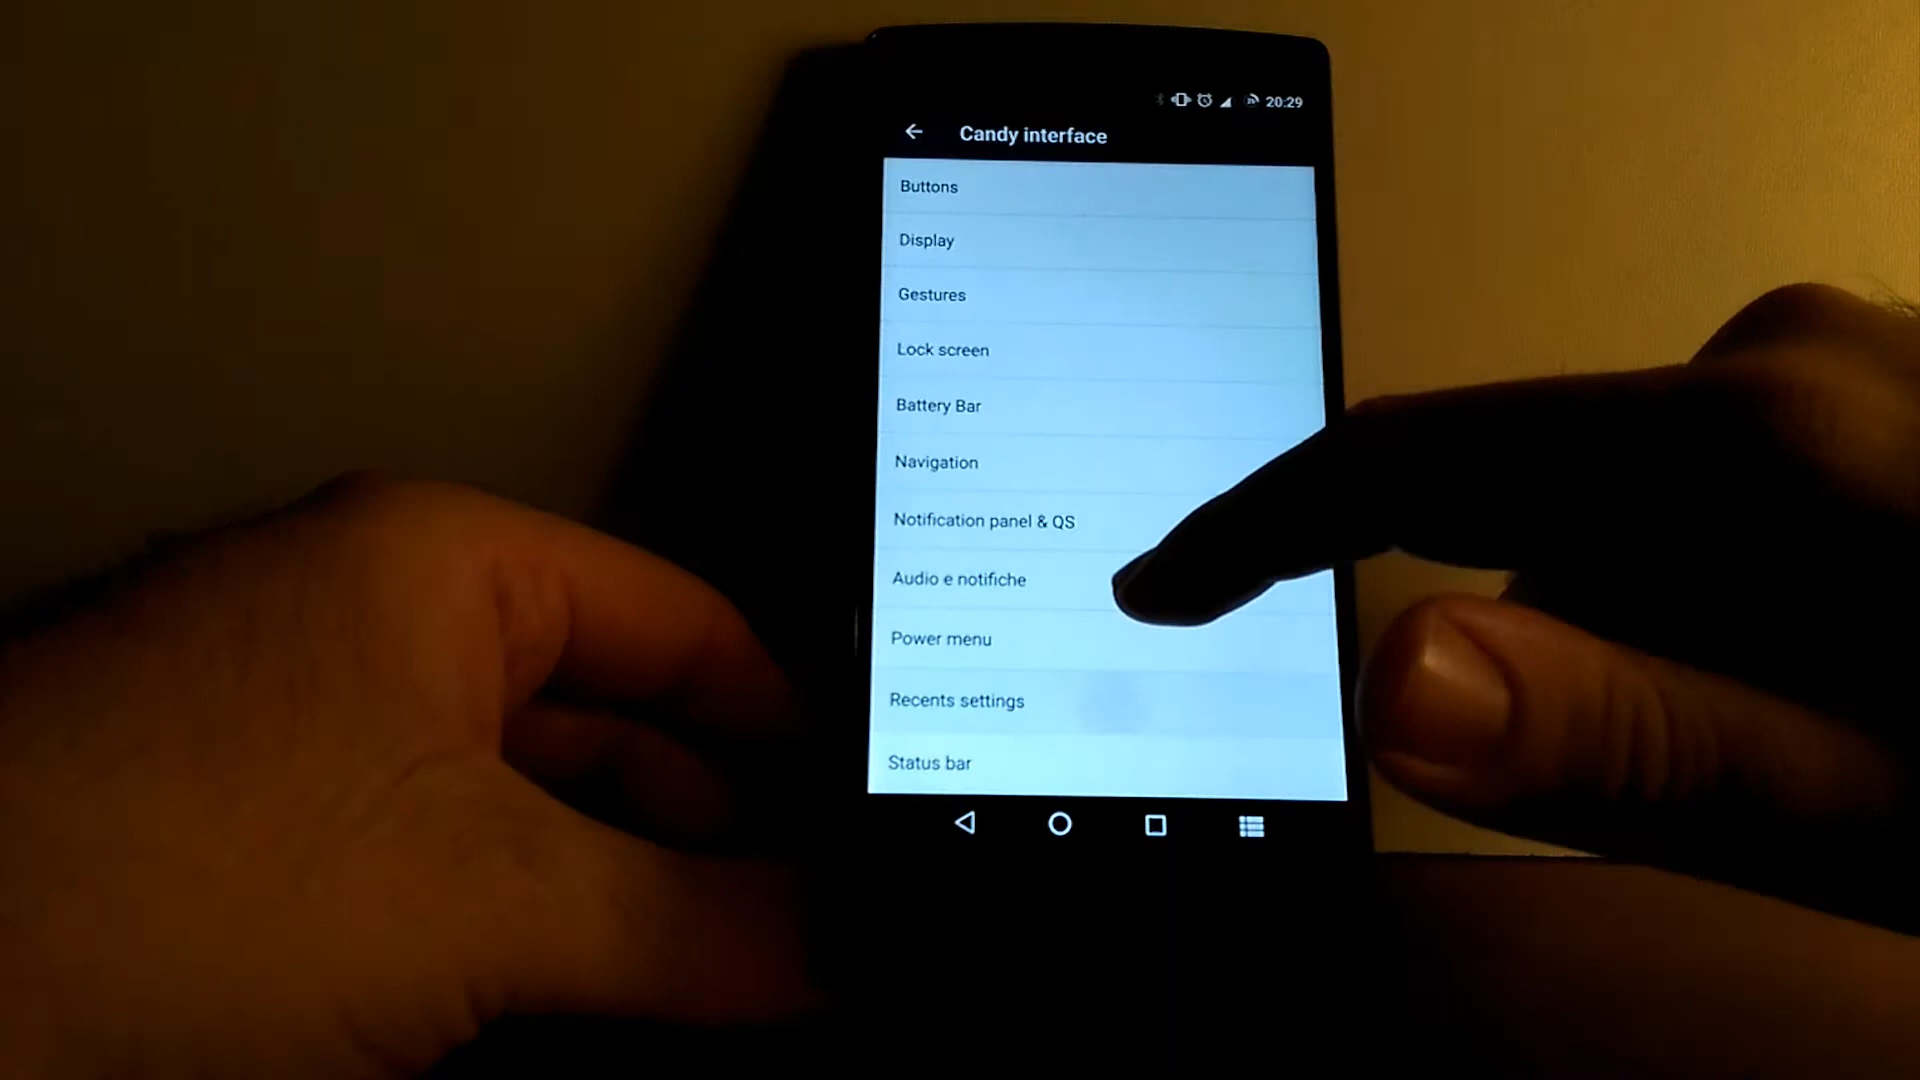 20:29
Candy interface
Buttons
Display
Gestures
Lock screen
Battery Bar
Navigation
Notification panel & QS
Audio e notifiche
Power menu
Recents settings
Status bar